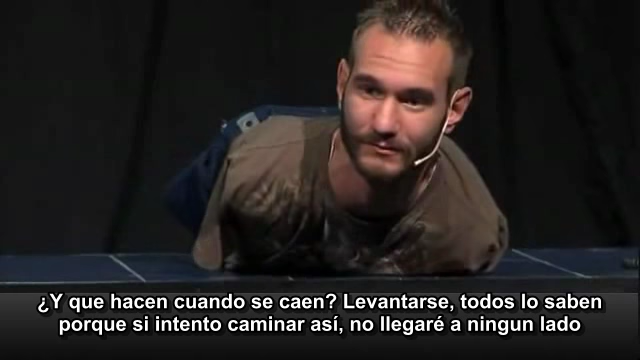 ¿Y que hacen cuando se caen? Levantarse, todos lo saben
porque si intento caminar así, no llegaré a ningun lado